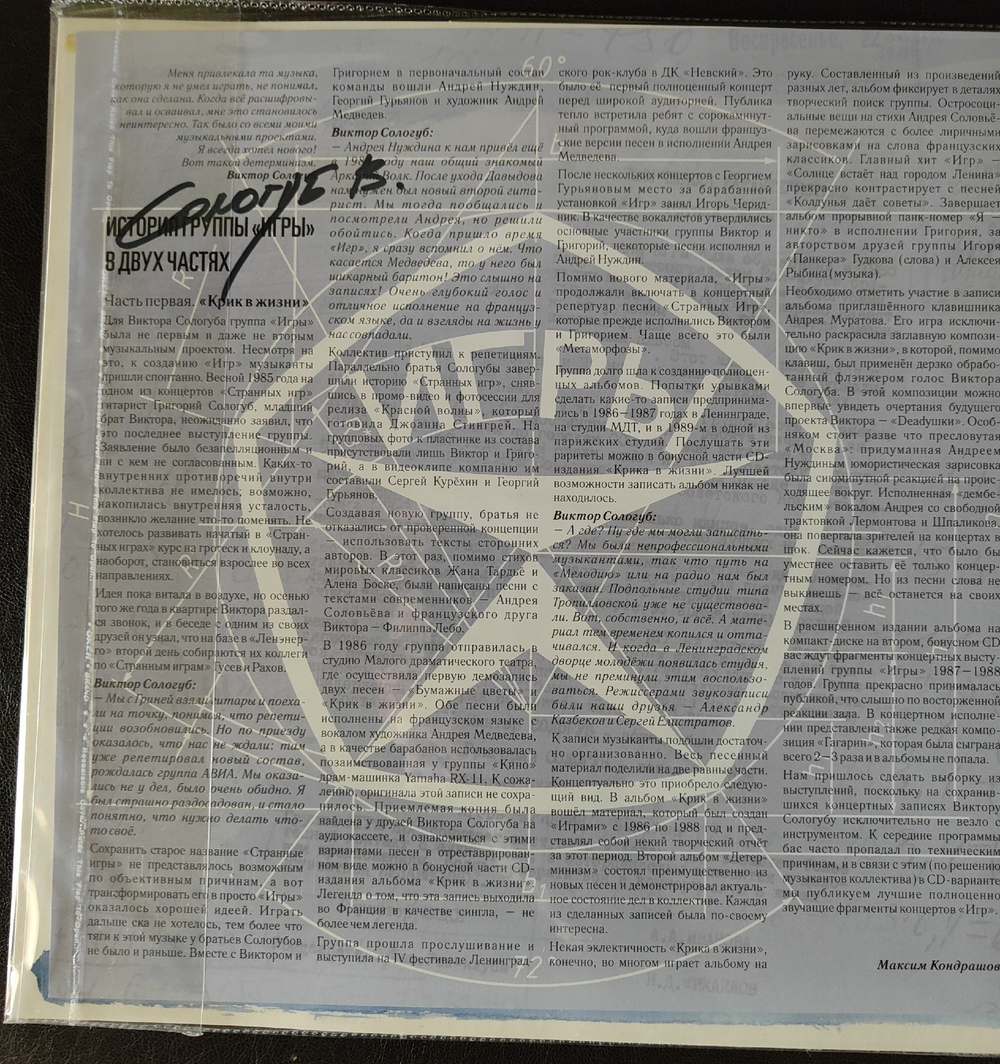 Меня привлекала та музыка,
которую я не умел играть, не понимал,
как она сделана. Когда всё расшифровы-
вал и осваивал, мне это становилось
неинтересно. Так было со всеми моими
музыкальными проектами.
Я всегда хотел нового!
Вот такой детерминизм.
Виктор Сологуб
Сологуб В.
ИСТОРИЯ ГРУППЫ «ИГРЫ»
В ДВУХ ЧАСТЯХ
Часть первая. «Крик в жизни»
Для Виктора Сологуба группа «Игры»
была не первым и даже не вторым
музыкальным проектом. Несмотря на
это, к созданию «Игр» музыканты
пришли спонтанно. Весной 1985 года на
одном из концертов «Странных игр»
гитарист Григорий Сологуб, младший
брат Виктора, неожиданно заявил, что
это последнее выступление группы.
Заявление было безапелляционным,
ни с кем не согласованным. Каких-то
внутренних противоречий внутри
коллектива не имелось; возможно,
накопилась внутренняя усталость,
возникло желание что-то поменять. Не
хотелось развивать начатый в «Стран-
ных играх» курс на гротеск и клоунаду, а
наоборот, становиться взрослее во всех
направлениях.
Идея пока витала в воздухе, но осенью
того же года в квартире Виктора раздал-
ся звонок, и в беседе с одним из своих
друзей он узнал, что на базе в «Ленэнер-
го» второй день собираются их коллеги
по «Странным играм» Гусев и Рахов.
Виктор Сологуб:
— Мы с Гришей взяли гитары и поеха-
ли на точку, понимая, что репети-
ции возобновились. Но по приезду
оказалось, что нас не ждали: там
уже репетировал новый состав,
рождалась группа АВИА. Мы оказа-
лись не у дел, было очень обидно. Я
был страшно раздосадован, и стало
понятно, что нужно делать что-
то своё.
Сохранить старое название «Странные
игры» не представлялось возможным
по объективным причинам, а вот
трансформировать его в просто «Игры»
оказалось хорошей идеей. Играть
дальше ска не хотелось, тем более что
тяги к этой музыке у братьев Сологубов
не было и раньше. Вместе с Виктором и
Григорием в первоначальный состав
команды вошли Андрей Нуждин,
Георгий Гурьянов и художник Андрей
Медведев.
Виктор Сологуб:
— Андрея Нуждина к нам привёл ещё
в 198 году наш общий знакомый
Аркадий Волк. После ухода Давыдова
нам нужен был новый второй гита-
рист. Мы тогда пообщались и
посмотрели Андрея, но решили
обойтись. Когда пришло время
«Игр», я сразу вспомнил о нём. Что
касается Медведева, то у него был
шикарный баритон! Это слышно на
записях! Очень глубокий голос и
отличное исполнение на француз-
ском языке, да и взгляды на жизнь у
нас совпадали.
Коллектив приступил к репетициям.
Параллельно братья Сологубы завер-
шили историю «Странных игр», сняв-
шись в промо-видео и фотосессии для
релиза «Красной волны», который
готовила Джоанна Стингрей. На
групповых фото к пластинке из состава
присутствовали лишь Виктор и Григо-
рий, а в видеоклипе компанию им
составили Сергей Курёхин и Георгий
Гурьянов.
Создавая новую группу, братья не
отказались от проверенной концепции
— использовать тексты сторонних
авторов. В этот раз, помимо стихов
мировых классиков Жана Тардьё и
Алена Боске, были написаны песни с
текстами современников — Андрея
Соловьёва и французского друга
Виктора — Филиппа Лебо.
В 1986 году группа отправилась в
студию Малого драматического театра,
где осуществила первую демозапись
двух песен — «Бумажные цветы» и
«Крик в жизни». Обе песни были
исполнены на французском языке с
вокалом художника Андрея Медведева,
а в качестве барабанов использовалась
позаимствованная у группы «Кино»
драм-машинка Yamaha RX-11. К сожа-
лению оригинала этой записи не сохра-
нилось. Приемлемая копия была
найдена у друзей Виктора Сологуба на
аудиокассете, и ознакомиться с этими
вариантами песен в отреставрирован-
ном виде можно в бонусной части CD-
издания альбома «Крик в жизни».
Легенда о том, что эта запись выходила
во Франции в качестве сингла, — не
более чем легенда.
Группа прошла прослушивание и
выступила на IV фестивале Ленинград-
ского рок-клуба в ДК «Невский». Это
было её первый полноценный концерт
перед широкой аудиторией. Публика
тепло встретила ребят с сорокаминут-
ный программой, куда вошли француз-
ские версии песен в исполнении Андрея
Медведева.
После нескольких концертов с Георгием
Гурьяновым место за барабанной
установкой «Игр» занял Игорь Черид-
ник. В качестве вокалистов утвердились
основные участники группы Виктор и
Григорий, некоторые песни исполнял и
Андрей Нуждин.
Помимо нового материала, «Игры»
продолжали включать в концертный
репертуар песни «Странных Игр»,
которые прежде исполнялись Виктором
и Григорием. Чаще всего это были
«Метаморфозы».
Группа долго шла к созданию полноцен-
ных альбомов. Попытки урывками
сделать какие-то записи предпринима-
лись в 1986—1987 годах в Ленинграде,
на студии МДТ, и в 1989-м в одной из
парижских студий. Послушать эти
раритеты можно в бонусной части CD-
издания «Крика в жизни». Лучшей
возможности записать альбом никак не
находилось.
Виктор Сологуб:
— А где? Ну где мы могли записать-
ся? Мы были непрофессиональными
музыкантами, так что путь на
«Мелодию» или на радио нам был
заказан. Подпольные студии типа
Тропилловской уже не существова-
ли. Вот, собственно, и всё. А мате-
риал тем временем копился и отта-
чивался. И когда в Ленинградском
дворце молодёжи появилась студия,
мы не преминули этим воспользо-
ваться. Режиссерами звукозаписи
были наши друзья — Александр
Казбеков и Сергей Елистратов.
К записи музыканты подошли достаточ-
но организованно. Весь песенный
материал поделили на две равные части.
Концептуально это приобрело следую-
щий вид. В альбом «Крик в жизни»
вошёл материал, который был создан
«Играми» с 1986 по 1988 год и пред-
ставлял собой некий творческий отчёт
за этот период. Второй альбом «Детер-
минизм» состоял преимущественно из
новых песен и демонстрировал актуаль-
ное состояние дел в коллективе. Каждая
из сделанных записей была по-своему
интересна.
Некая эклектичность «Крика в жизни»,
конечно, во многом играет альбому на
руку. Составленный из произведений
разных лет, альбом фиксирует в деталях
творческий поиск группы. Остросоци-
альные вещи на стихи Андрея Соловьё-
ва перемежаются с более лиричными
зарисовками на слова французских
классиков. Главный хит «Игр» —
«Солнце встаёт над городом Ленина»
прекрасно контрастирует с песней
«Колдунья даёт советы». Завершает
альбом прорывной панк-номер «Я —
никто» в исполнении Григория, за
авторством друзей группы Игоря
«Панкера» Гудкова (слова) и Алексея
Рыбина (музыка).
Необходимо отметить участие в записи
альбома приглашённого клавишника
Андрея Муратова. Его игра исключи-
тельно раскрасила заглавную компози-
цию «Крик в жизни», в которой, помимо
клавиш, был применён дерзко обрабо-
танный флэнжером голос Виктора
Сологуба. В этой композиции можно
впервые увидеть очертания будущего
проекта Виктора — «Deадушки». Особ-
няком стоит разве что пресловутая
«Москва»: придуманная Андреем
Нуждиным юмористическая зарисовка
была сиюминутной реакцией на проис-
ходящее вокруг. Исполненная «дембе-
льским» вокалом Андрея со свободной
трактовкой Лермонтова и Шпаликова,
она повергала зрителей на концертах в
шок. Сейчас кажется, что было бы
уместнее оставить её только концер-
тным номером. Но из песни слова не
выкинешь — всё останется на своих
местах.
В расширенном издании альбома на
компакт-диске на втором, бонусном CD
вас ждут фрагменты концертных высту-
плений группы «Игры» 1987—1988
годов. Группа прекрасно принималась
публикой, что слышно по восторженной
реакции зала. В концертном исполне-
нии представлена также редкая компо-
зиция «Гагарин», которая была сыграна
всего 2—3 раза и в альбомы не попала.
Нам пришлось сделать выборку из
выступлений, поскольку на сохранив-
шихся концертных записях Виктору
Сологубу исключительно не везло с
инструментом. К середине программы
бас часто пропадал по техническим
причинам, и в связи с этим (по решению
музыкантов коллектива) в CD-варианте
мы публикуем лучшие полноценно
звучащие фрагменты концертов «Игр».
Максим Кондрашов
60°
ИГРЫ
R
H
h
12